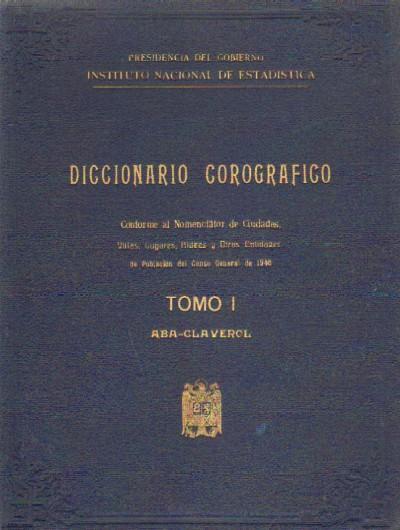 PRESIDENCIA DEL GOBIERNO
INSTITUTO NACIONAL DE ESTADISTICA
DICCIONARIO COROGRAFICO
Conforme al Nomenclátor de Ciudades,
Villas, Lugares, Aldeas y Otras Entidades
de Población del Censo General de 1940
TOMO I
ABA-CLAVEROL